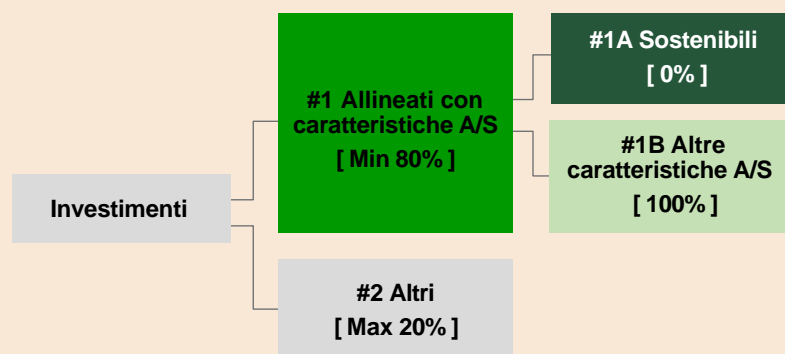 Investimenti
#1 Allineati con
caratteristiche A/S
[ Min 80% ]
#1A Sostenibili
[ 0% ]
#1B Altre
caratteristiche A/S
[ 100% ]
#2 Altri
[ Max 20% ]